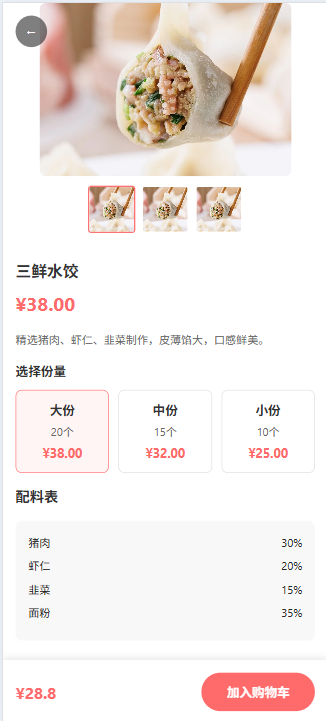 ←
三鲜水饺
¥38.00
精选猪肉、虾仁、韭菜制作，皮薄馅大，口感鲜美。
选择份量
大份 中份 小份
20个 15个 10个
¥38.00 ¥32.00 ¥25.00
配料表
猪肉 30%
虾仁 20%
韭菜 15%
面粉 35%
¥28.8 加入购物车